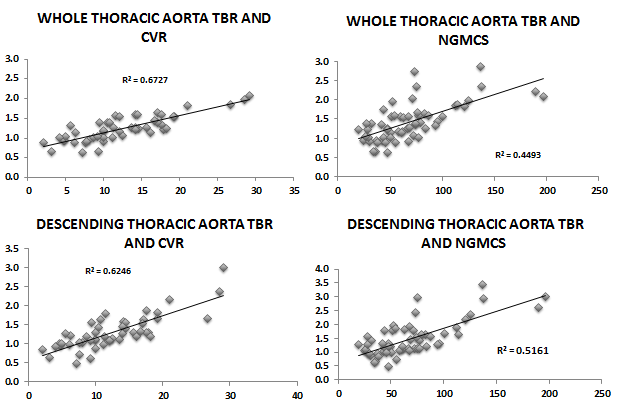 WHOLE THORACIC AORTA TBR AND
CVR
R² = 0.6727
3.0
2.5
2.0
1.5
1.0
0.5
0.0
0 5 10 15 20 25 30 35
WHOLE THORACIC AORTA TBR AND
NGMCS
R² = 0.4493
3.0
2.5
2.0
1.5
1.0
0.5
0.0
0 50 100 150 200 250
DESCENDING THORACIC AORTA TBR
AND CVR
R² = 0.6246
3.5
3.0
2.5
2.0
1.5
1.0
0.5
0.0
0 10 20 30 40
DESCENDING THORACIC AORTA TBR
AND NGMCS
R² = 0.5161
4.0
3.5
3.0
2.5
2.0
1.5
1.0
0.5
0.0
0 50 100 150 200 250